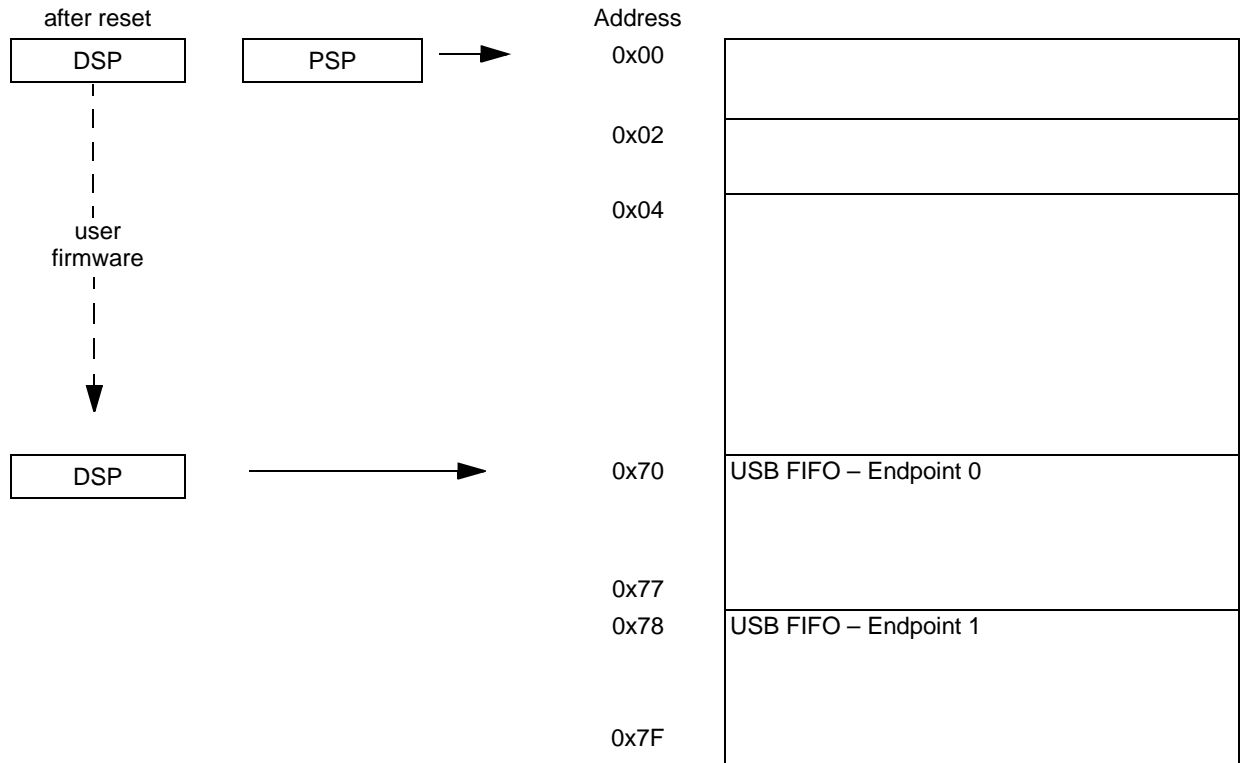 after reset
Address
DSP
PSP
0x00
0x02
0x04
user
firmware
DSP
0x70
USB FIFO – Endpoint 0
0x77
0x78
USB FIFO – Endpoint 1
0x7F